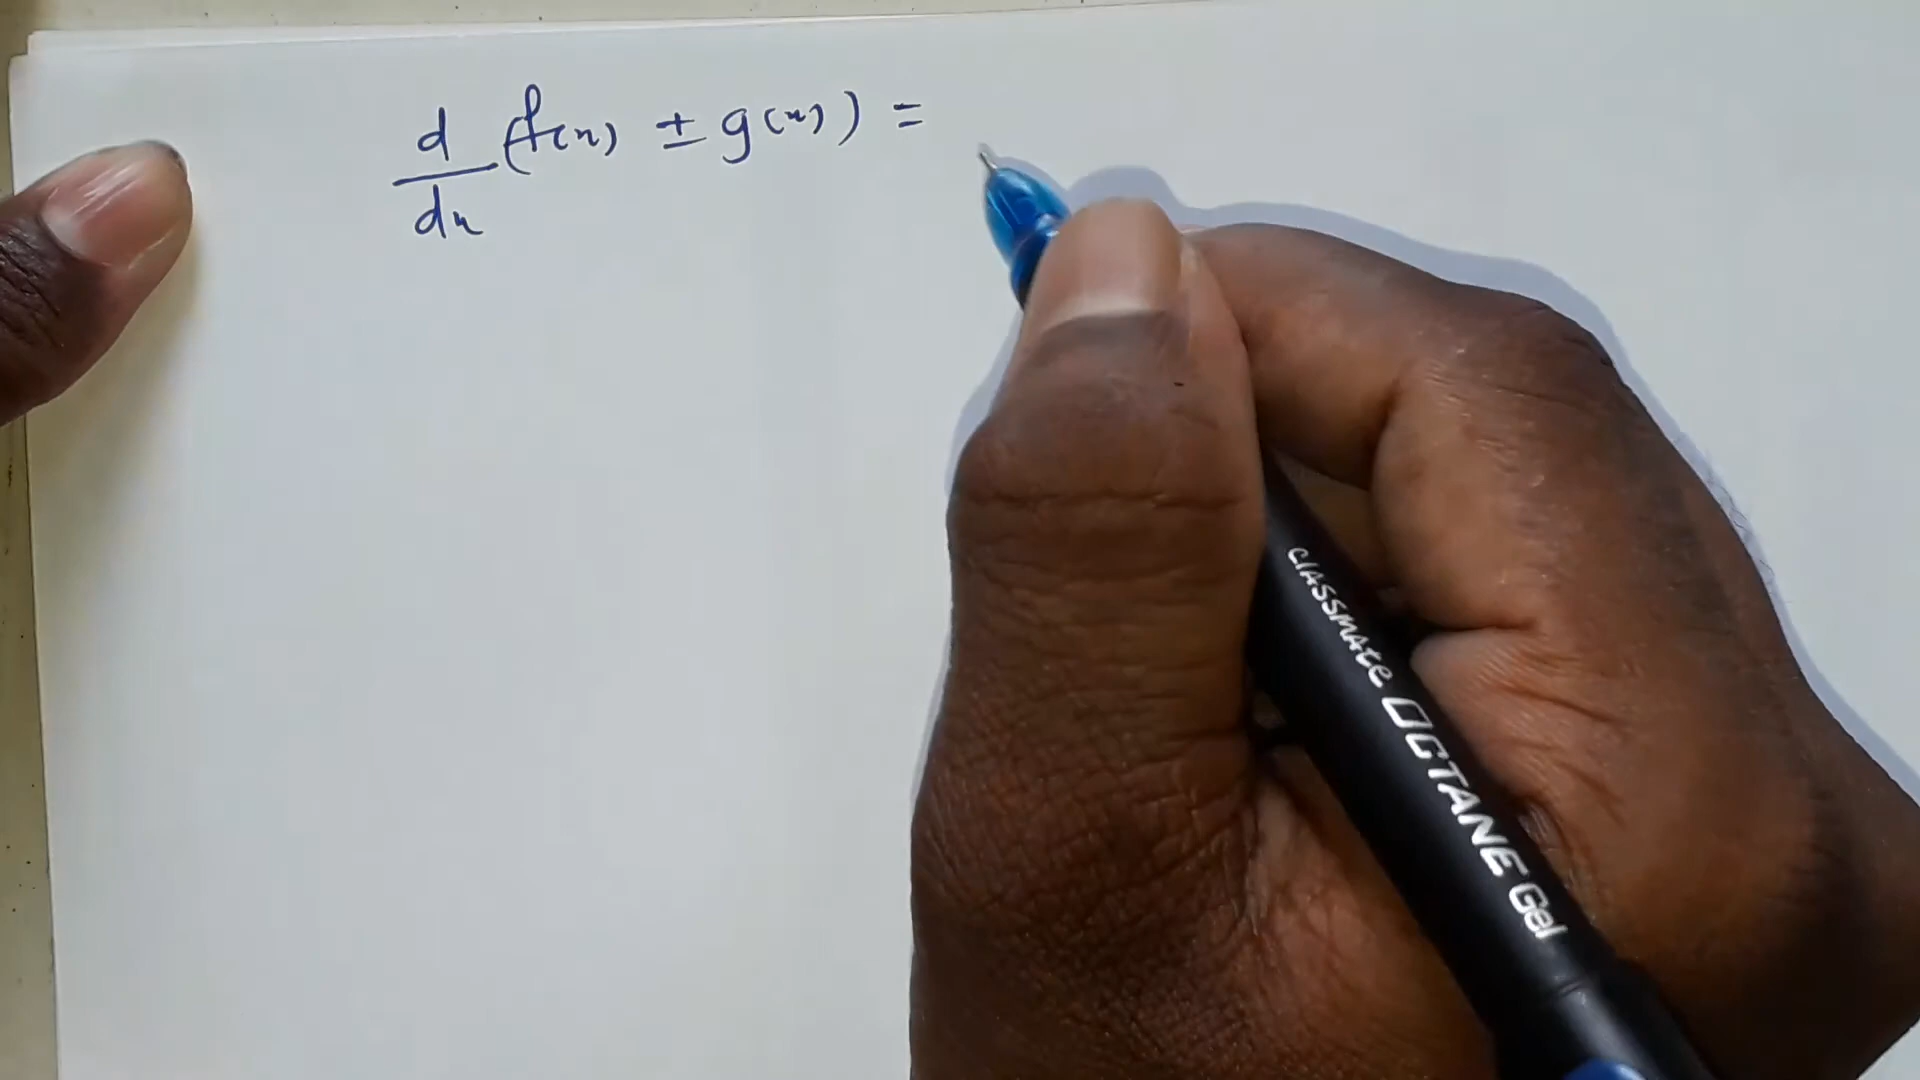 d/dx (f(x) ± g(x)) =
classmate OCTANE Gel